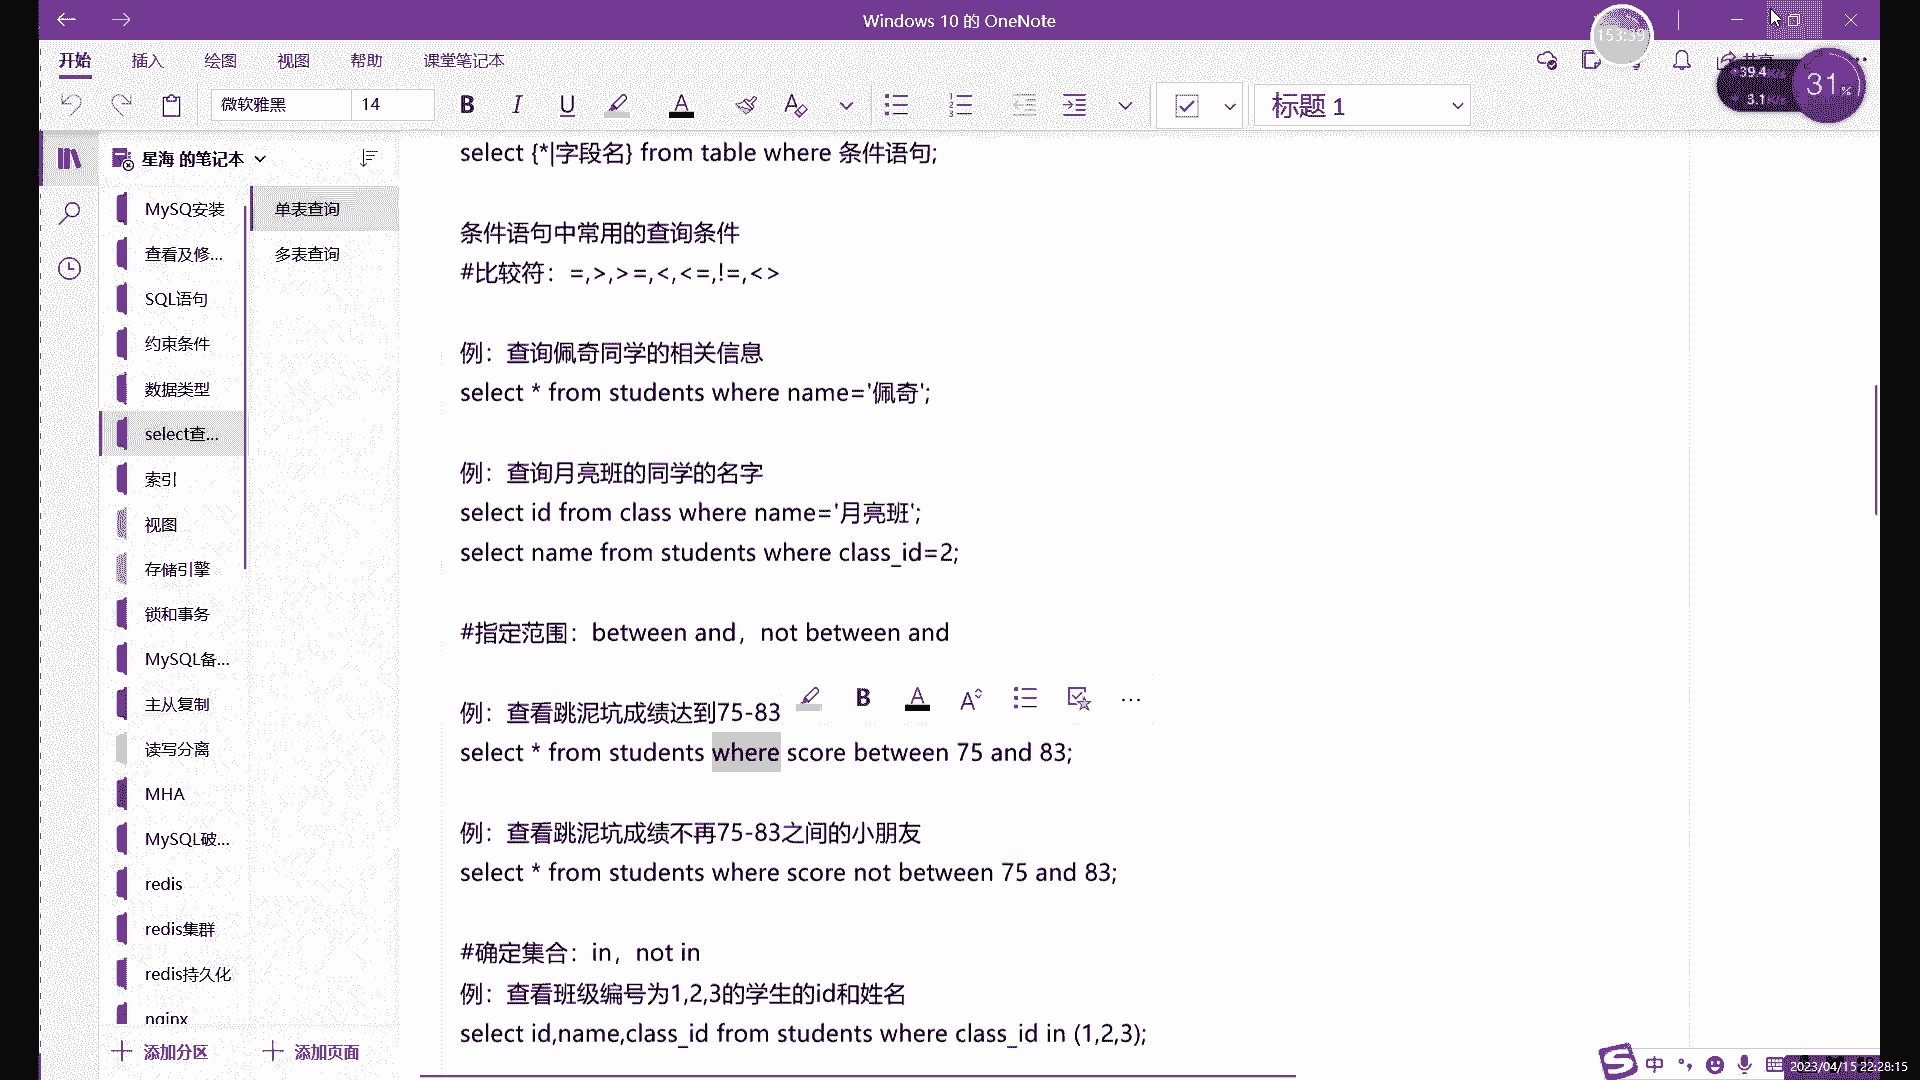 Windows 10 的 OneNote
153:39
开始 插入 绘图 视图 帮助 课堂笔记本
共享
39.4
3.1
31%
微软雅黑 14 B I U A 标题 1
星海 的笔记本
MySQ安装
查看及修...
SQL语句
约束条件
数据类型
select查...
索引
视图
存储引擎
锁和事务
MySQL备...
主从复制
读写分离
MHA
MySQL破...
redis
redis集群
redis持久化
nginx
添加分区
单表查询
多表查询
添加页面
select {*|字段名} from table where 条件语句;
条件语句中常用的查询条件
#比较符：=,>,>=,<,<=,!=,<>
例：查询佩奇同学的相关信息
select * from students where name='佩奇';
例：查询月亮班的同学的名字
select id from class where name='月亮班';
select name from students where class_id=2;
#指定范围：between and，not between and
例：查看跳泥坑成绩达到75-83
select * from students where score between 75 and 83;
例：查看跳泥坑成绩不再75-83之间的小朋友
select * from students where score not between 75 and 83;
#确定集合：in，not in
例：查看班级编号为1,2,3的学生的id和姓名
select id,name,class_id from students where class_id in (1,2,3);
中
2023/04/15 22:28:15